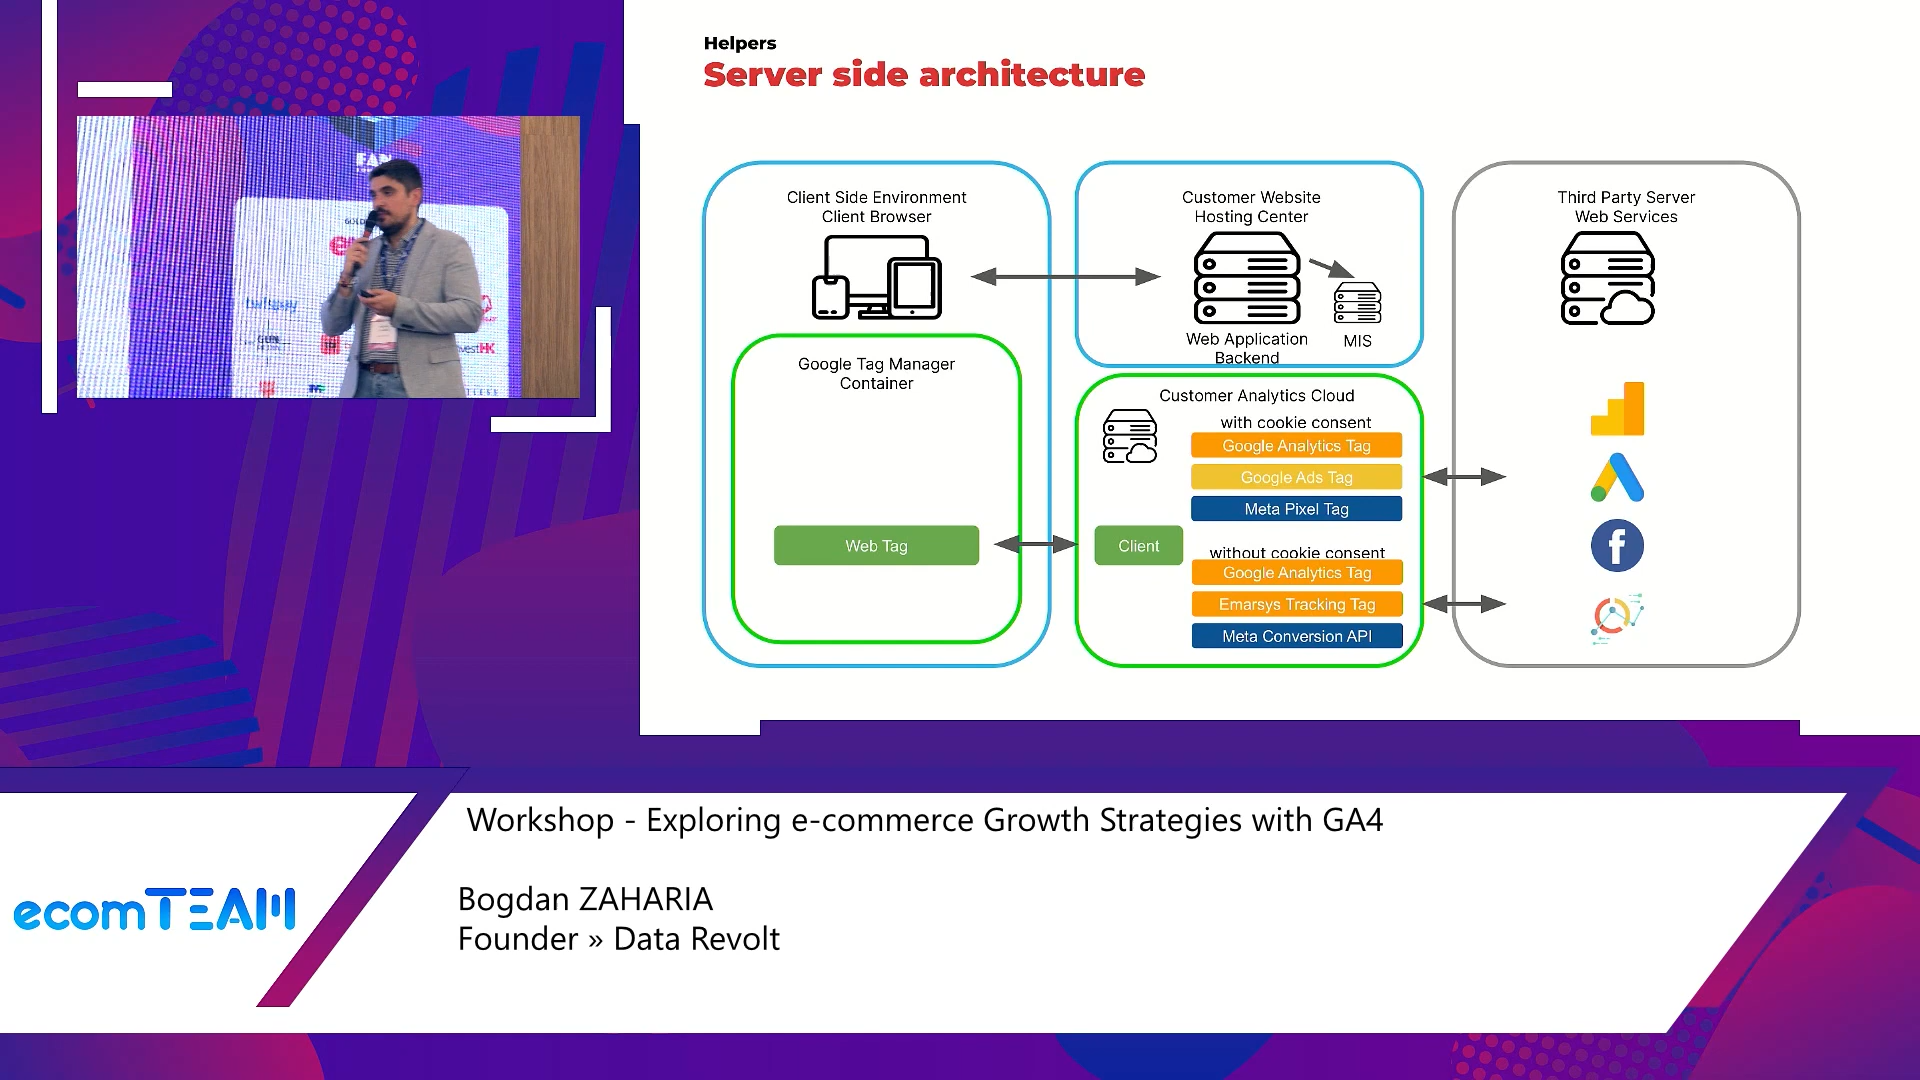 Helpers
Server side architecture
Client Side Environment
Client Browser
Google Tag Manager
Container
Web Tag
Customer Website
Hosting Center
Web Application
Backend
MIS
Customer Analytics Cloud
with cookie consent
Google Analytics Tag
Google Ads Tag
Meta Pixel Tag
Client
without cookie consent
Google Analytics Tag
Emarsys Tracking Tag
Meta Conversion API
Third Party Server
Web Services
FAN
Workshop - Exploring e-commerce Growth Strategies with GA4
ecomTEAM
Bogdan ZAHARIA
Founder » Data Revolt